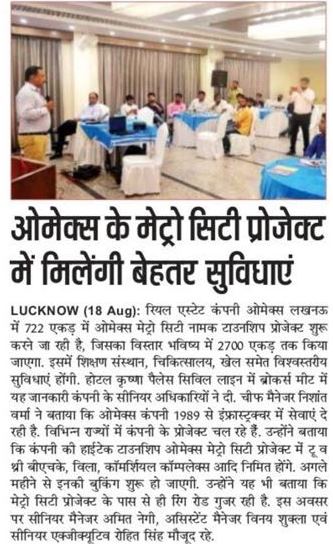 ओमेक्स के मेट्रो सिटी प्रोजेक्ट
में मिलेंगी बेहतर सुविधाएं
LUCKNOW (18 Aug): रियल एस्टेट कंपनी ओमेक्स लखनऊ
में 722 एकड़ में ओमेक्स मेट्रो सिटी नामक टाउनशिप प्रोजेक्ट शुरू
करने जा रही है, जिसका विस्तार भविष्य में 2700 एकड़ तक किया
जाएगा. इसमें शिक्षण संस्थान, चिकित्सालय, खेल समेत विश्वस्तरीय
सुविधाएं होंगी. होटल कृष्णा पैलेस सिविल लाइन में ब्रोकर्स मीट में
यह जानकारी कंपनी के सीनियर अधिकारियों ने दी. चीफ मैनेजर निशांत
वर्मा ने बताया कि ओमेक्स कंपनी 1989 से इंफ्रास्ट्रक्चर में सेवाएं दे
रही है. विभिन्न राज्यों में कंपनी के प्रोजेक्ट चल रहे हैं. उन्होंने बताया
कि कंपनी की हाईटेक टाउनशिप ओमेक्स मेट्रो सिटी प्रोजेक्ट में टू व
थ्री बीएचके, विला, कॉमर्शियल कॉम्पलेक्स आदि निमित होंगे. अगले
महीने से इनकी बुकिंग शुरू हो जाएगी. उन्होंने यह भी बताया कि
मेट्रो सिटी प्रोजेक्ट के पास से ही रिंग रोड गुजर रही है. इस अवसर
पर सीनियर मैनेजर अमित नेगी, असिस्टेंट मैनेजर विनय शुक्ला एवं
सीनियर एक्जीक्यूटिव रोहित सिंह मौजूद रहे.